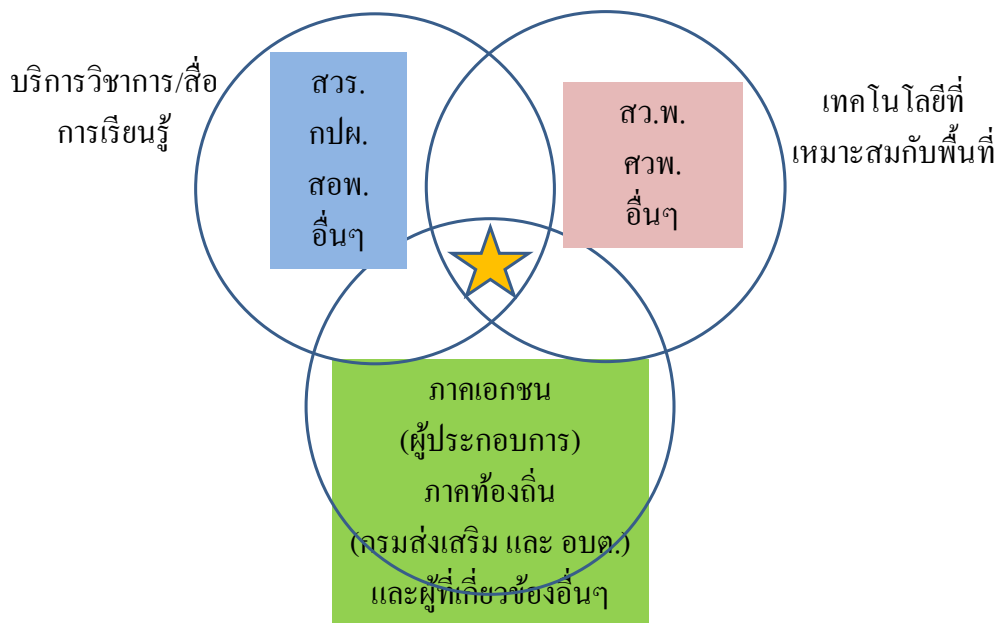 บริการวิชาการ/สื่อ
การเรียนรู้
สวร.
กปผ.
สอพ.
อื่นๆ
สว.พ.
ศวพ.
อื่นๆ
เทคโนโลยีที่
เหมาะสมกับพื้นที่
ภาคเอกชน
(ผู้ประกอบการ)
ภาคท้องถิ่น
(กรมส่งเสริม และ อบต.)
และผู้ที่เกี่ยวข้องอื่นๆ